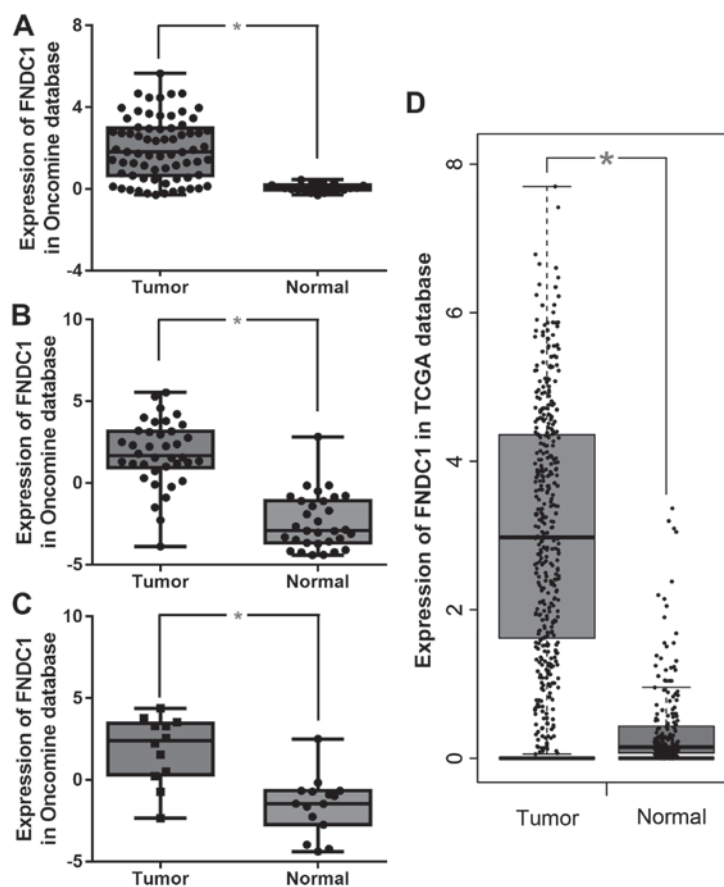 A
Expression of FNDC1
in Oncomine database
8
4
0
-4
*
Tumor Normal
B
Expression of FNDC1
in Oncomine database
10
5
0
-5
*
Tumor Normal
C
Expression of FNDC1
in Oncomine database
10
5
0
-5
*
Tumor Normal
D
Expression of FNDC1 in TCGA database
8
6
4
2
0
*
Tumor Normal